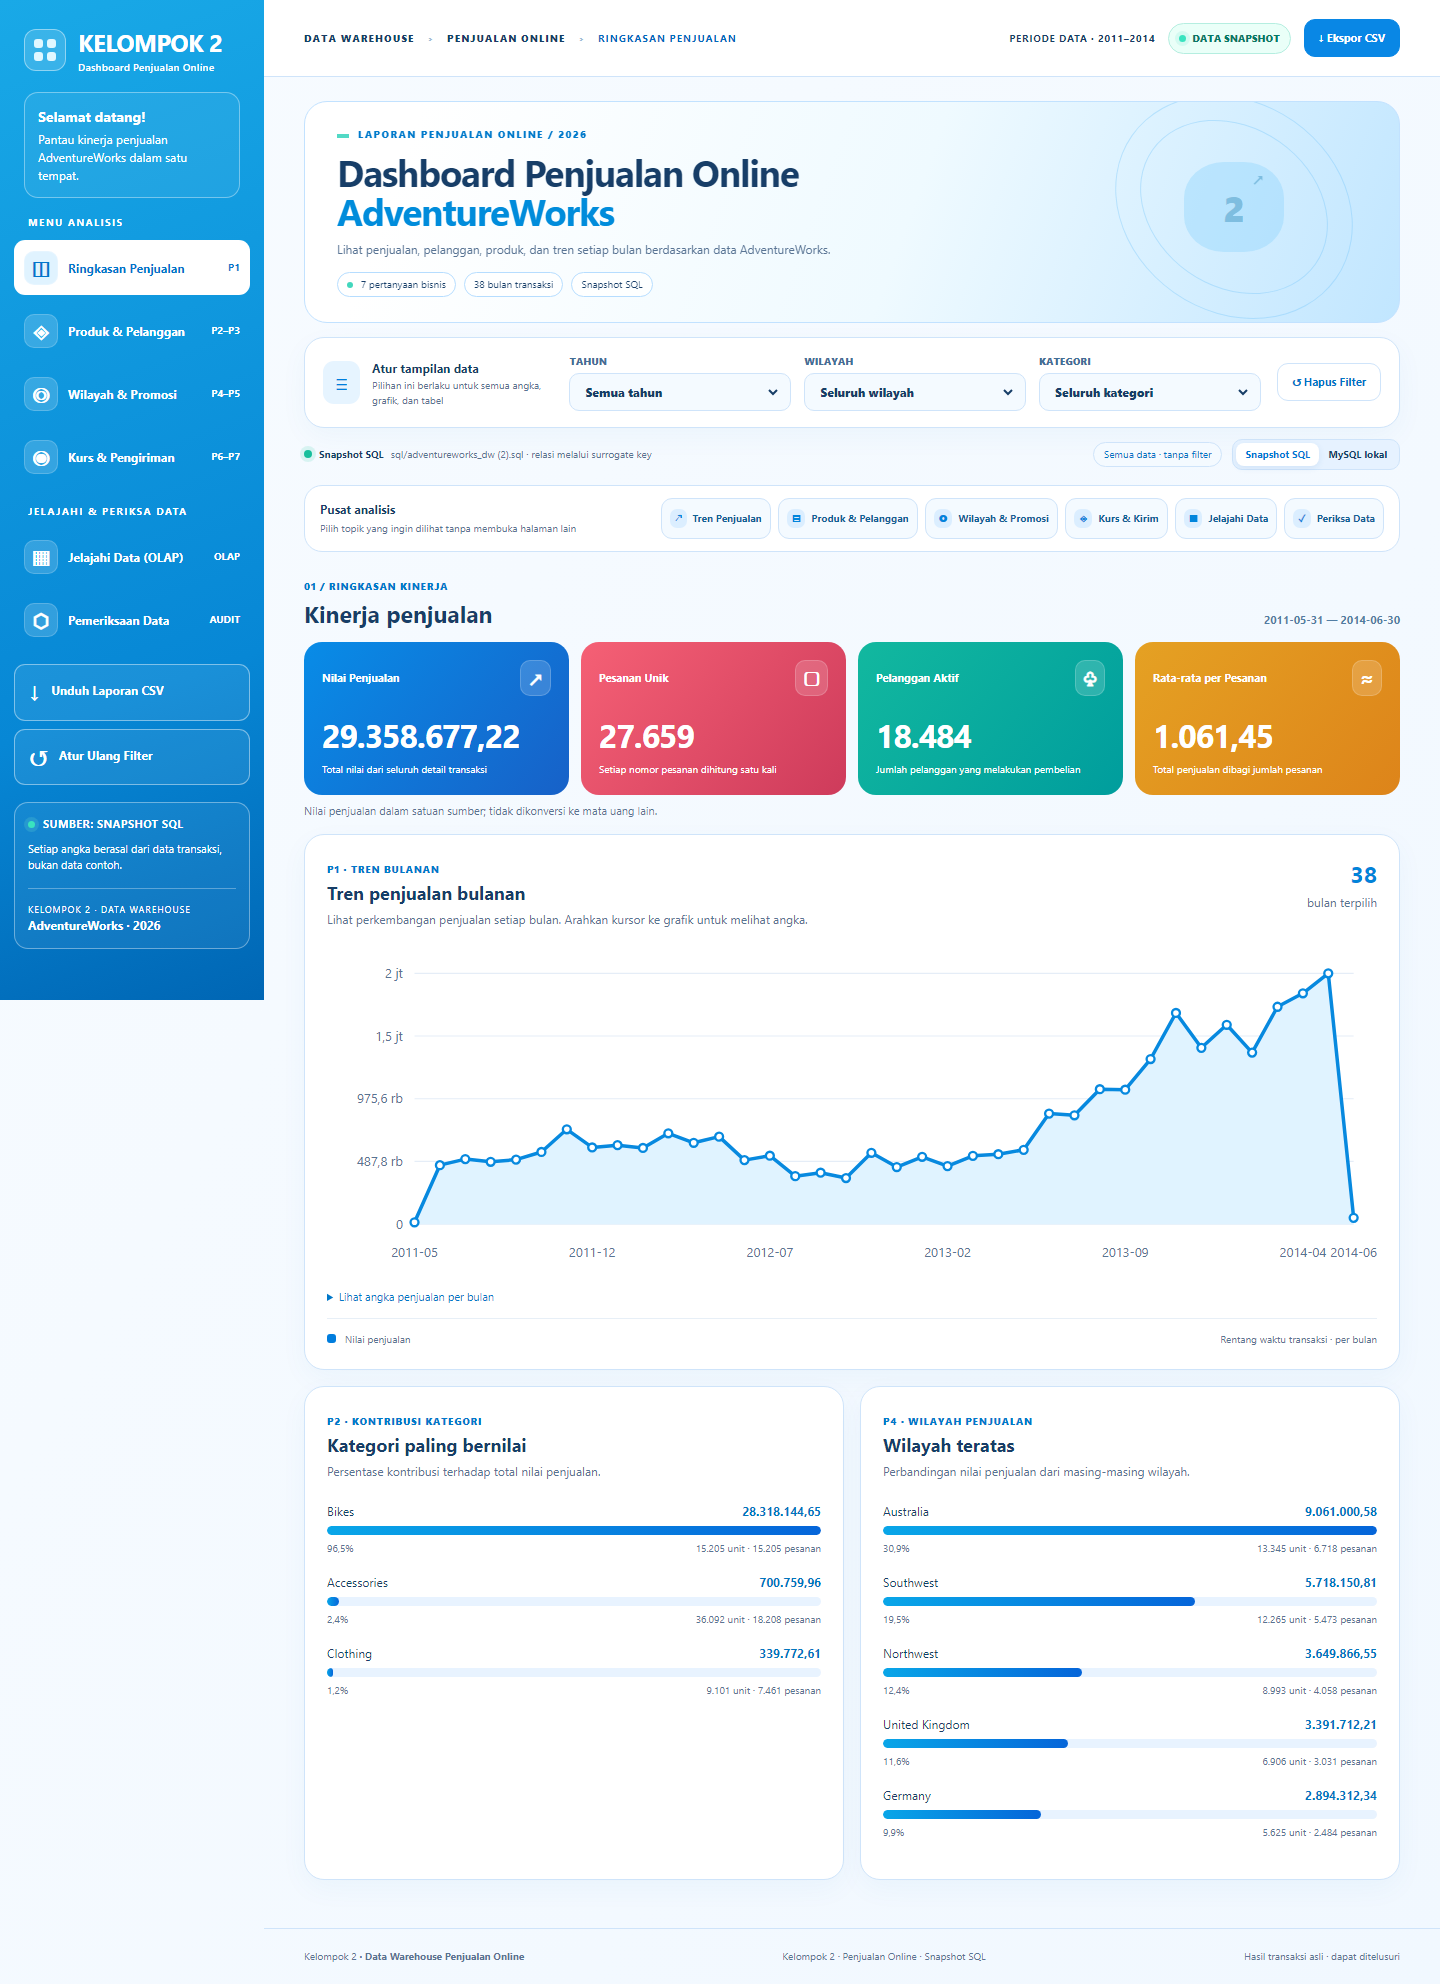 KELOMPOK 2
Dashboard Penjualan Online
Selamat datang!
Pantau kinerja penjualan
AdventureWorks dalam satu
tempat.
MENU ANALISIS
Ringkasan Penjualan P1
Produk & Pelanggan P2–P3
Wilayah & Promosi P4–P5
Kurs & Pengiriman P6–P7
JELAJAHI & PERIKSA DATA
Jelajahi Data (OLAP) OLAP
Pemeriksaan Data AUDIT
↓ Unduh Laporan CSV
↺ Atur Ulang Filter
SUMBER: SNAPSHOT SQL
Setiap angka berasal dari data transaksi,
bukan data contoh.
KELOMPOK 2 · DATA WAREHOUSE
AdventureWorks · 2026
DATA WAREHOUSE › PENJUALAN ONLINE › RINGKASAN PENJUALAN
PERIODE DATA · 2011–2014
DATA SNAPSHOT
↓ Ekspor CSV
LAPORAN PENJUALAN ONLINE / 2026
Dashboard Penjualan Online
AdventureWorks
Lihat penjualan, pelanggan, produk, dan tren setiap bulan berdasarkan data AdventureWorks.
7 pertanyaan bisnis
38 bulan transaksi
Snapshot SQL
↗
2
Atur tampilan data
Pilihan ini berlaku untuk semua angka,
grafik, dan tabel
TAHUN
Semua tahun
WILAYAH
Seluruh wilayah
KATEGORI
Seluruh kategori
↺ Hapus Filter
Snapshot SQL sql/adventureworks_dw (2).sql · relasi melalui surrogate key
Semua data · tanpa filter
Snapshot SQL
MySQL lokal
Pusat analisis
Pilih topik yang ingin dilihat tanpa membuka halaman lain
↗ Tren Penjualan
Produk & Pelanggan
Wilayah & Promosi
Kurs & Kirim
Jelajahi Data
✓ Periksa Data
01 / RINGKASAN KINERJA
Kinerja penjualan
2011-05-31 — 2014-06-30
Nilai Penjualan ↗
29.358.677,22
Total nilai dari seluruh detail transaksi
Pesanan Unik
27.659
Setiap nomor pesanan dihitung satu kali
Pelanggan Aktif
18.484
Jumlah pelanggan yang melakukan pembelian
Rata-rata per Pesanan ≈
1.061,45
Total penjualan dibagi jumlah pesanan
Nilai penjualan dalam satuan sumber; tidak dikonversi ke mata uang lain.
P1 · TREN BULANAN
Tren penjualan bulanan
Lihat perkembangan penjualan setiap bulan. Arahkan kursor ke grafik untuk melihat angka.
38
bulan terpilih
2 jt
1,5 jt
975,6 rb
487,8 rb
0
2011-05 2011-12 2012-07 2013-02 2013-09 2014-04 2014-06
▶ Lihat angka penjualan per bulan
Nilai penjualan
Rentang waktu transaksi · per bulan
P2 · KONTRIBUSI KATEGORI
Kategori paling bernilai
Persentase kontribusi terhadap total nilai penjualan.
Bikes 28.318.144,65
96,5% 15.205 unit · 15.205 pesanan
Accessories 700.759,96
2,4% 36.092 unit · 18.208 pesanan
Clothing 339.772,61
1,2% 9.101 unit · 7.461 pesanan
P4 · WILAYAH PENJUALAN
Wilayah teratas
Perbandingan nilai penjualan dari masing-masing wilayah.
Australia 9.061.000,58
30,9% 13.345 unit · 6.718 pesanan
Southwest 5.718.150,81
19,5% 12.265 unit · 5.473 pesanan
Northwest 3.649.866,55
12,4% 8.993 unit · 4.058 pesanan
United Kingdom 3.391.712,21
11,6% 6.906 unit · 3.031 pesanan
Germany 2.894.312,34
9,9% 5.625 unit · 2.484 pesanan
Kelompok 2 · Data Warehouse Penjualan Online
Kelompok 2 · Penjualan Online · Snapshot SQL
Hasil transaksi asli · dapat ditelusuri